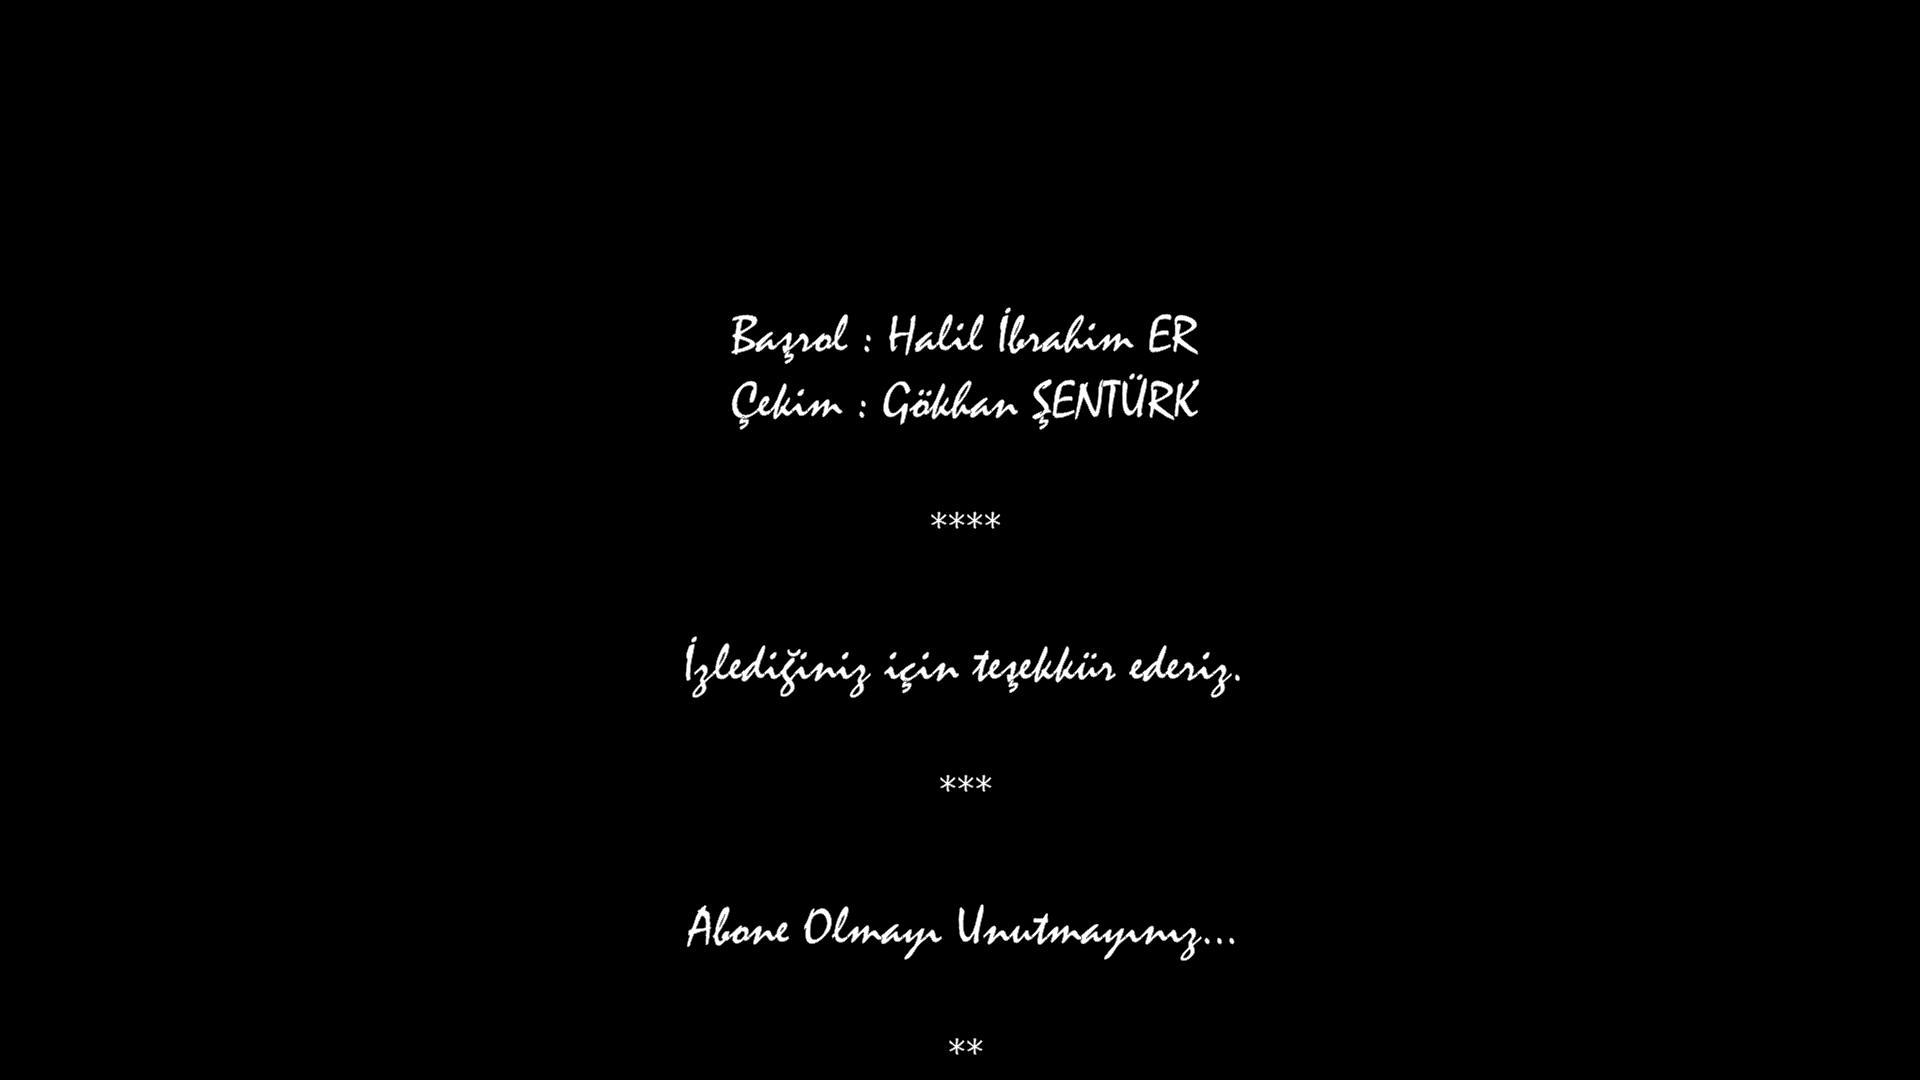 Başrol : Halil İbrahim ER
Çekim : Gökhan ŞENTÜRK
****
İzlediğiniz için teşekkür ederiz.
***
Abone Olmayı Unutmayınız...
**